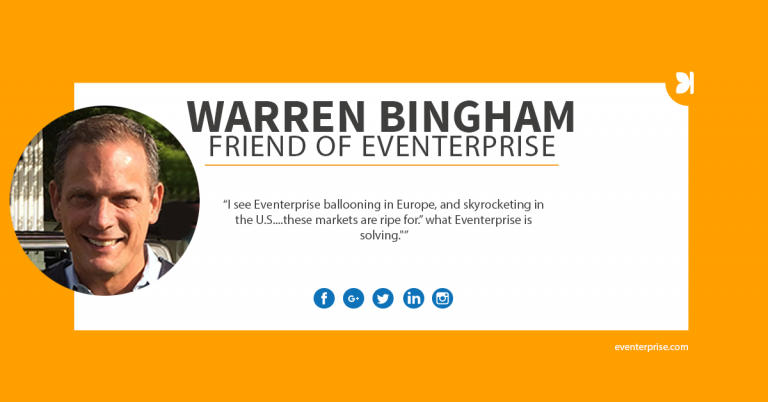 WARREN BINGHAM
FRIEND OF EVENTERPRISE
“I see Eventerprise ballooning in Europe, and skyrocketing in
the U.S....these markets are ripe for.” what Eventerprise is
solving."”
eventerprise.com